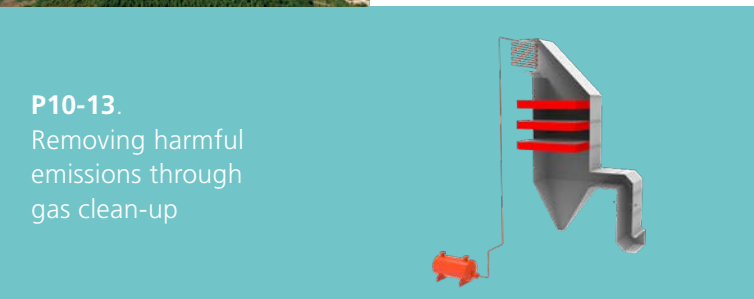 P10-13.
Removing harmful
emissions through
gas clean-up